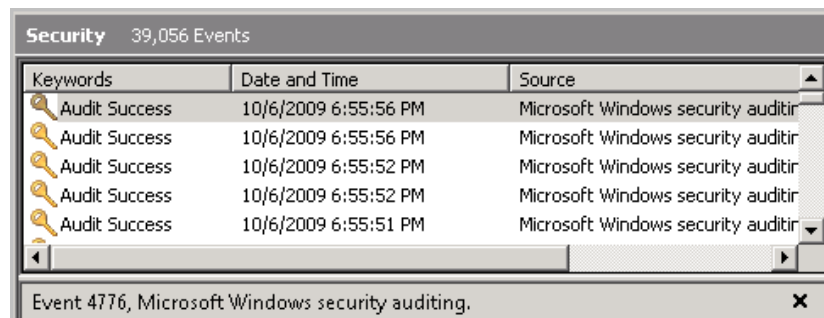 Security 39,056 Events
Keywords Date and Time Source
Audit Success 10/6/2009 6:55:56 PM Microsoft Windows security auditin
Audit Success 10/6/2009 6:55:56 PM Microsoft Windows security auditin
Audit Success 10/6/2009 6:55:52 PM Microsoft Windows security auditin
Audit Success 10/6/2009 6:55:52 PM Microsoft Windows security auditin
Audit Success 10/6/2009 6:55:51 PM Microsoft Windows security auditin
Event 4776, Microsoft Windows security auditing.